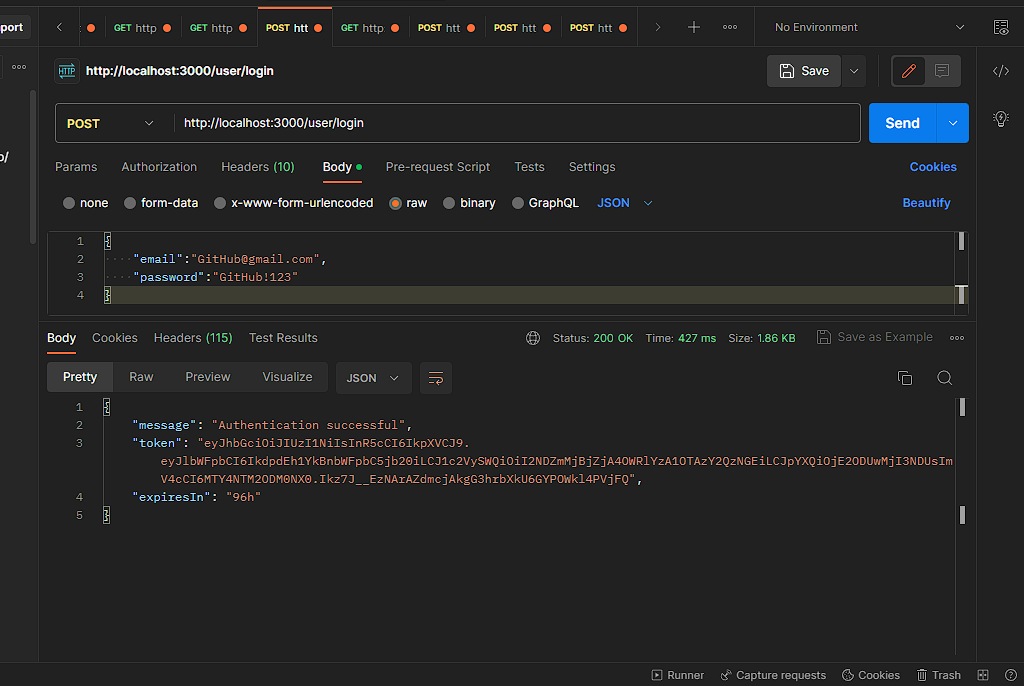 port
GET http
GET http
POST htt
GET http
POST htt
POST htt
POST htt
No Environment
HTTP
http://localhost:3000/user/login
Save
POST
http://localhost:3000/user/login
Send
p/
Params
Authorization
Headers (10)
Body
Pre-request Script
Tests
Settings
Cookies
none
form-data
x-www-form-urlencoded
raw
binary
GraphQL
JSON
Beautify
1 {
2 "email":"GitHub@gmail.com",
3 "password":"GitHub!123"
4 }
Body
Cookies
Headers (115)
Test Results
Status: 200 OK
Time: 427 ms
Size: 1.86 KB
Save as Example
Pretty
Raw
Preview
Visualize
JSON
1 {
2 "message": "Authentication successful",
3 "token": "eyJhbGciOiJIUzI1NiIsInR5cCI6IkpXVCJ9.
eyJlbWFpbCI6IkdpdEh1YkBnbWFpbC5jb20iLCJ1c2VySWQiOiI2NDZmMjBjZjA4OWRlYzA1OTAzY2QzNGEiLCJpYXQiOjE2ODUwMjI3NDUsIm
V4cCI6MTY4NTM2ODM0NX0.Ikz7J__EzNArAZdmcjAkgG3hrbXkU6GYPOWkl4PVjFQ",
4 "expiresIn": "96h"
5 }
Runner
Capture requests
Cookies
Trash